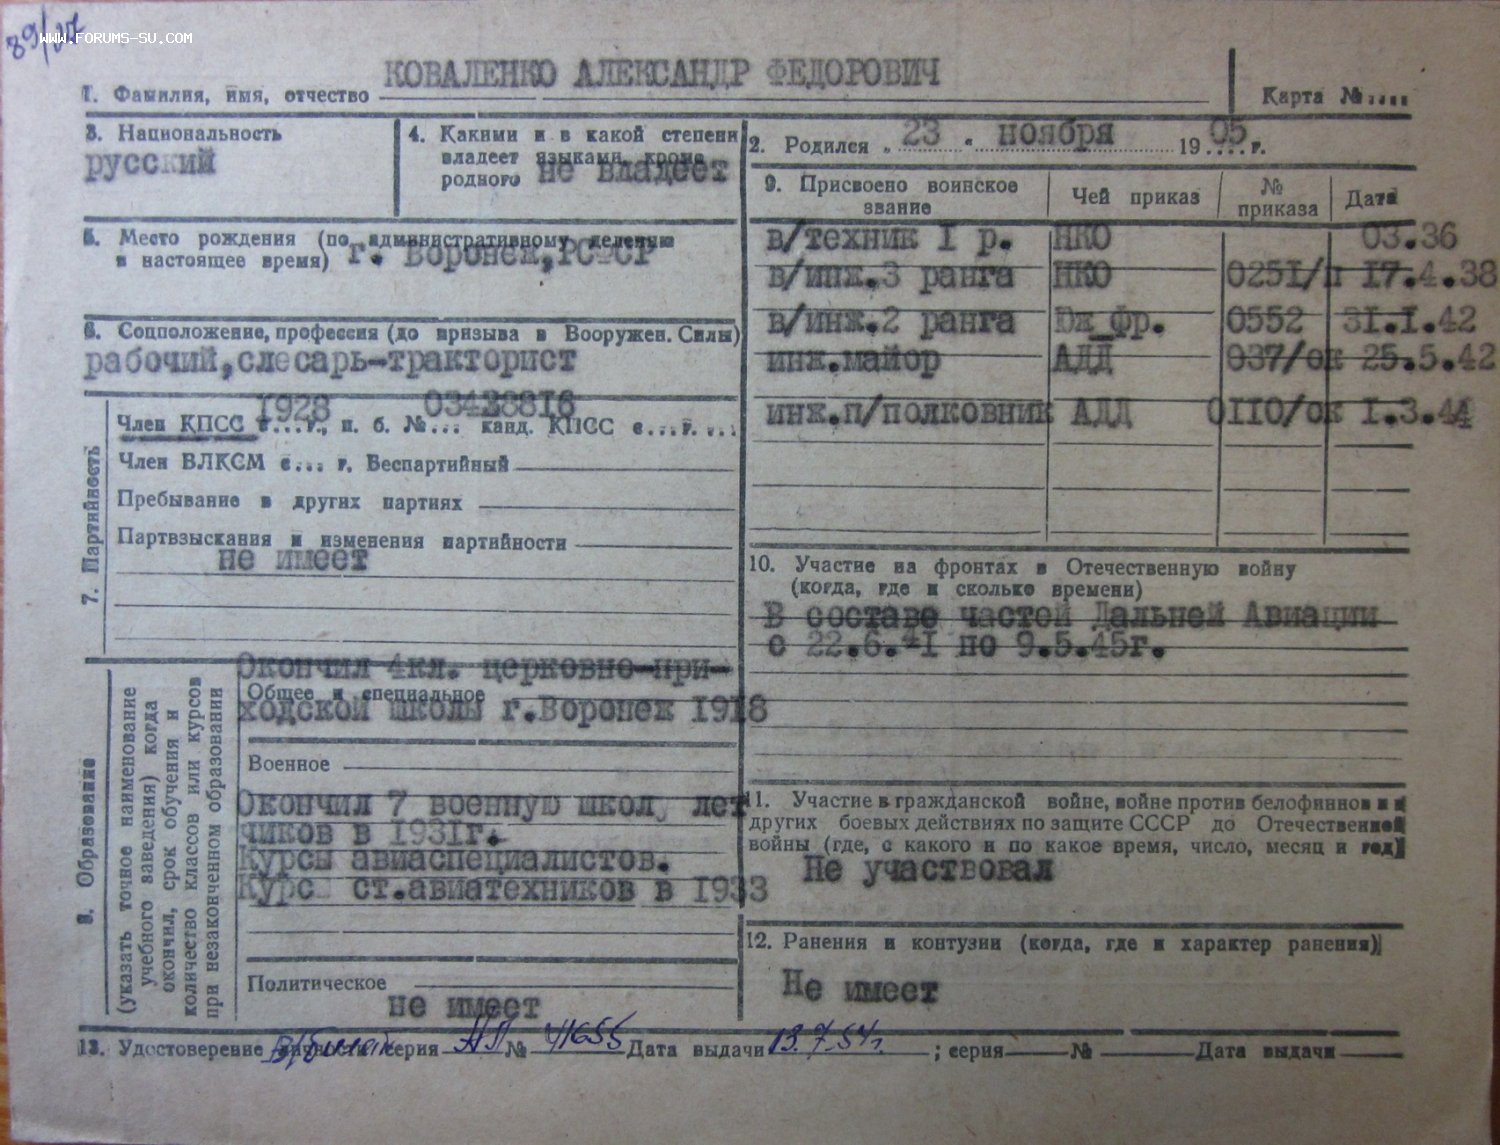 89/27
www.FORUMS-SU.COM
КОВАЛЕНКО АЛЕКСАНДР ФЕДОРОВИЧ
1. Фамилия, имя, отчество
Карта №....
3. Национальность
русский
4. Какими и в какой степени владеет языками, кроме родного
не владеет
2. Родился „ 23 “ ноября 19 05 г.
5. Место рождения (по административному делению
в настоящее время) г. Воронеж,РСФСР
6. Соцположение, профессия (до призыва в Вооружен. Силы)
рабочий,слесарь-тракторист
9. Присвоено воинское звание | Чей приказ | № приказа | Дата
в/техник I р. НКО 03.36
в/инж.3 ранга НКО 0251/п 17.4.38
в/инж.2 ранга Юж_фр. 0552 31.1.42
инж.майор АДД 037/ок 25.5.42
инж.п/полковник АДД 0110/ок 1.3.44
7. Партийность
1928 03428816
Член КПСС с...г., п. б. №... канд. КПСС с...г....
Член ВЛКСМ с... г. Беспартийный
Пребывание в других партиях
Партвзыскания и изменения партийности
не имеет
10. Участие на фронтах в Отечественную войну
(когда, где и сколько времени)
В составе частей Дальней Авиации
с 22.6.41 по 9.5.45г.
8. Образование
(указать точное наименование
учебного заведения) когда
окончил, срок обучения и
количество классов или курсов
при незаконченном образовании
Окончил 4кл. церковно-при-
Общее и специальное
ходской школы г.Воронеж 1918
Военное
Окончил 7 военную школу лет
чиков в 1931г.
Курсы авиаспециалистов.
Курсы ст.авиатехников в 1933
Политическое
не имеет
11. Участие в гражданской войне, войне против белофиннов и в
других боевых действиях по защите СССР до Отечественной
войны (где, с какого и по какое время, число, месяц и год)
Не участвовал
12. Ранения и контузии (когда, где и характер ранения)
Не имеет
13. Удостоверение личности серия АП № 41655 Дата выдачи 13.7.54г. ; серия № Дата выдачи